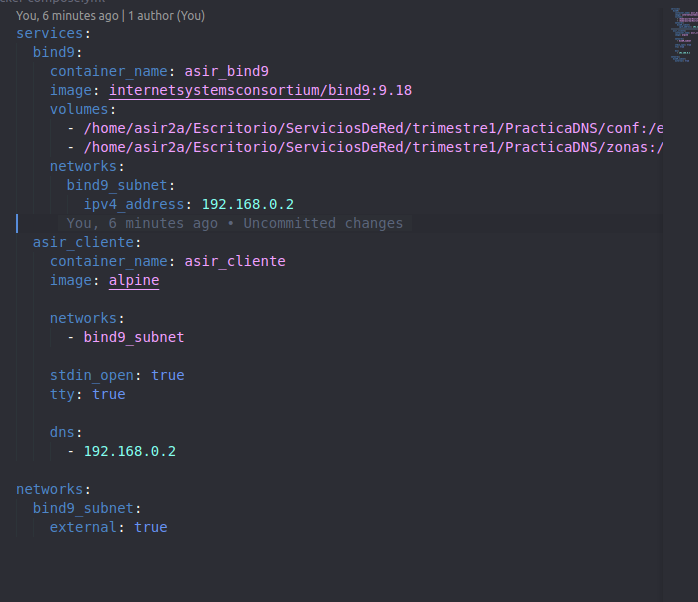 You, 6 minutes ago | 1 author (You)
services:
  bind9:
    container_name: asir_bind9
    image: internetsystemsconsortium/bind9:9.18
    volumes:
      - /home/asir2a/Escritorio/ServiciosDeRed/trimestre1/PracticaDNS/conf:/e
      - /home/asir2a/Escritorio/ServiciosDeRed/trimestre1/PracticaDNS/zonas:/
    networks:
      bind9_subnet:
        ipv4_address: 192.168.0.2
      You, 6 minutes ago • Uncommitted changes
  asir_cliente:
    container_name: asir_cliente
    image: alpine
    networks:
      - bind9_subnet
    stdin_open: true
    tty: true
    dns:
      - 192.168.0.2
networks:
  bind9_subnet:
    external: true